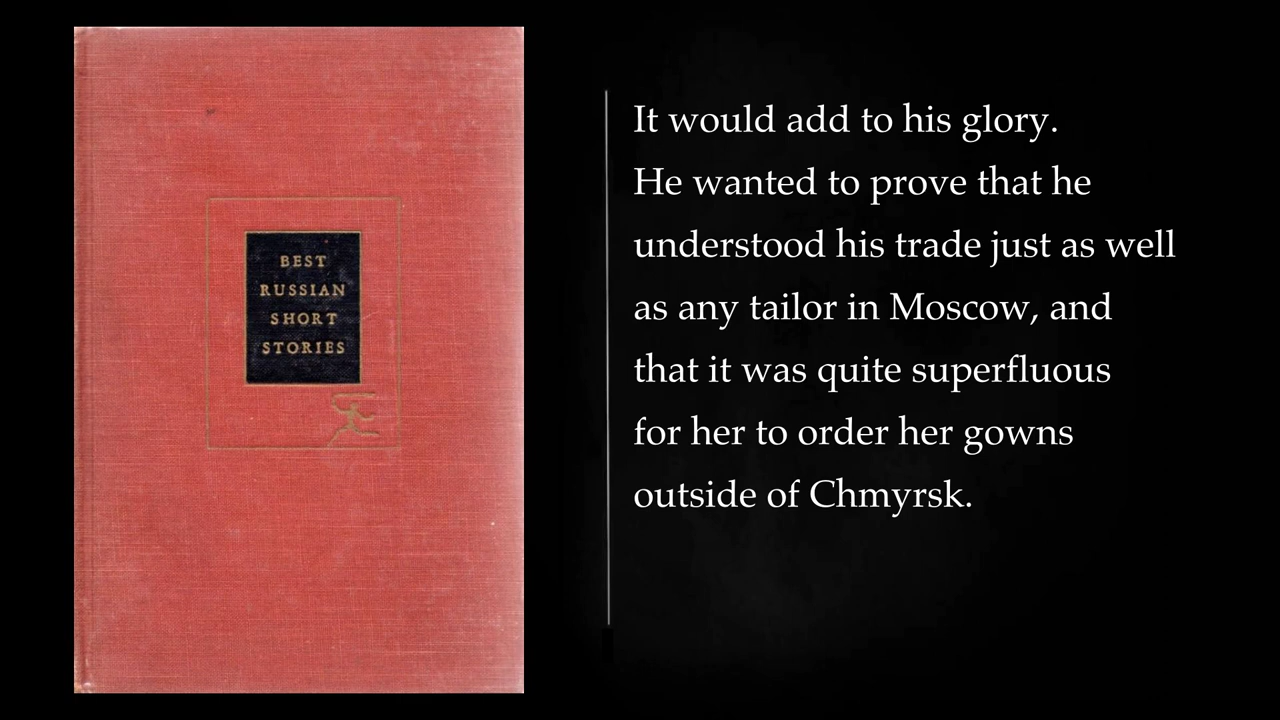 BEST
RUSSIAN
SHORT
STORIES
It would add to his glory.
He wanted to prove that he
understood his trade just as well
as any tailor in Moscow, and
that it was quite superfluous
for her to order her gowns
outside of Chmyrsk.